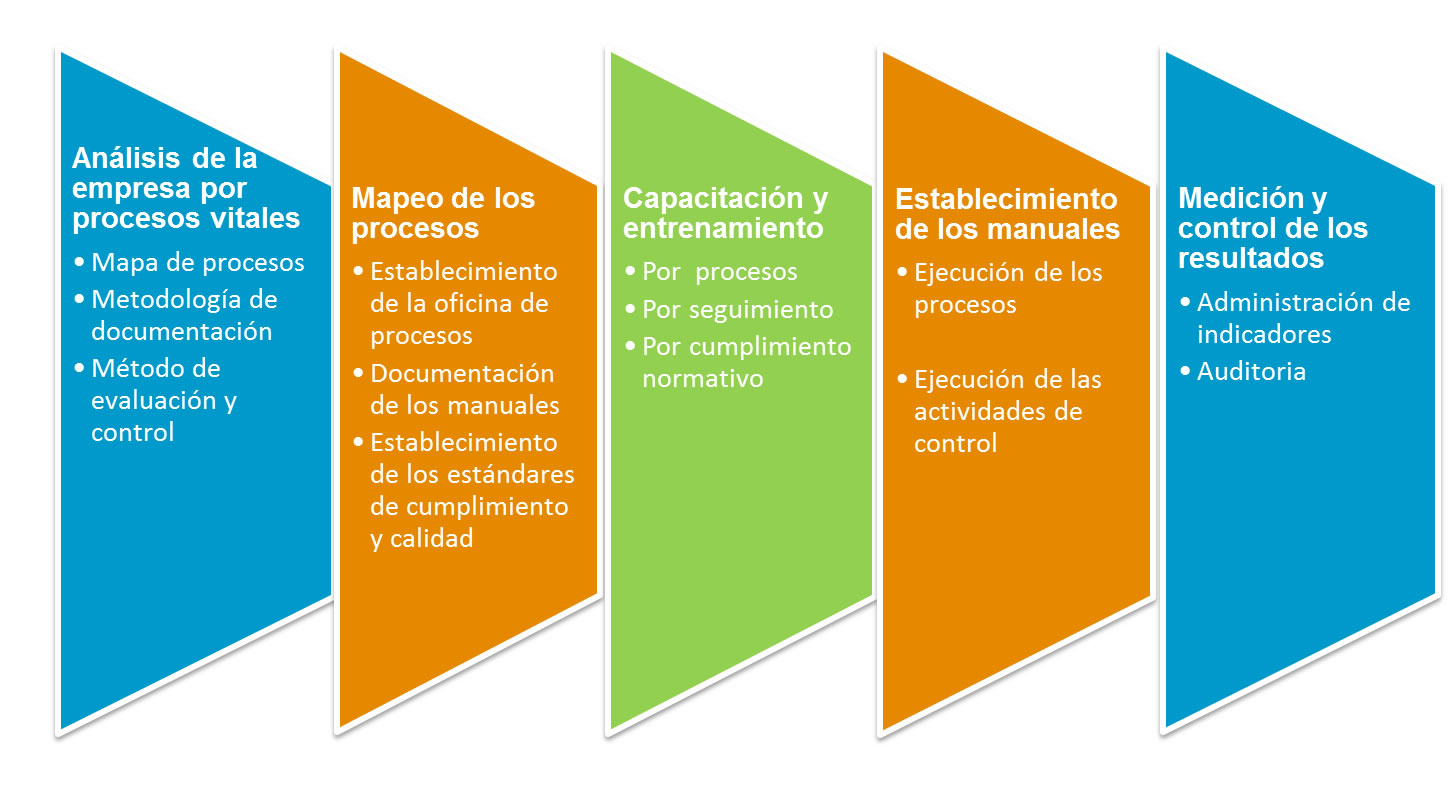 Análisis de la
empresa por
procesos vitales
• Mapa de procesos
• Metodología de
documentación
• Método de
evaluación y
control
Mapeo de los
procesos
• Establecimiento
de la oficina de
procesos
• Documentación
de los manuales
• Establecimiento
de los estándares
de cumplimiento
y calidad
Capacitación y
entrenamiento
• Por procesos
• Por seguimiento
• Por cumplimiento
normativo
Establecimiento
de los manuales
• Ejecución de los
procesos
• Ejecución de las
actividades de
control
Medición y
control de los
resultados
• Administración de
indicadores
• Auditoria